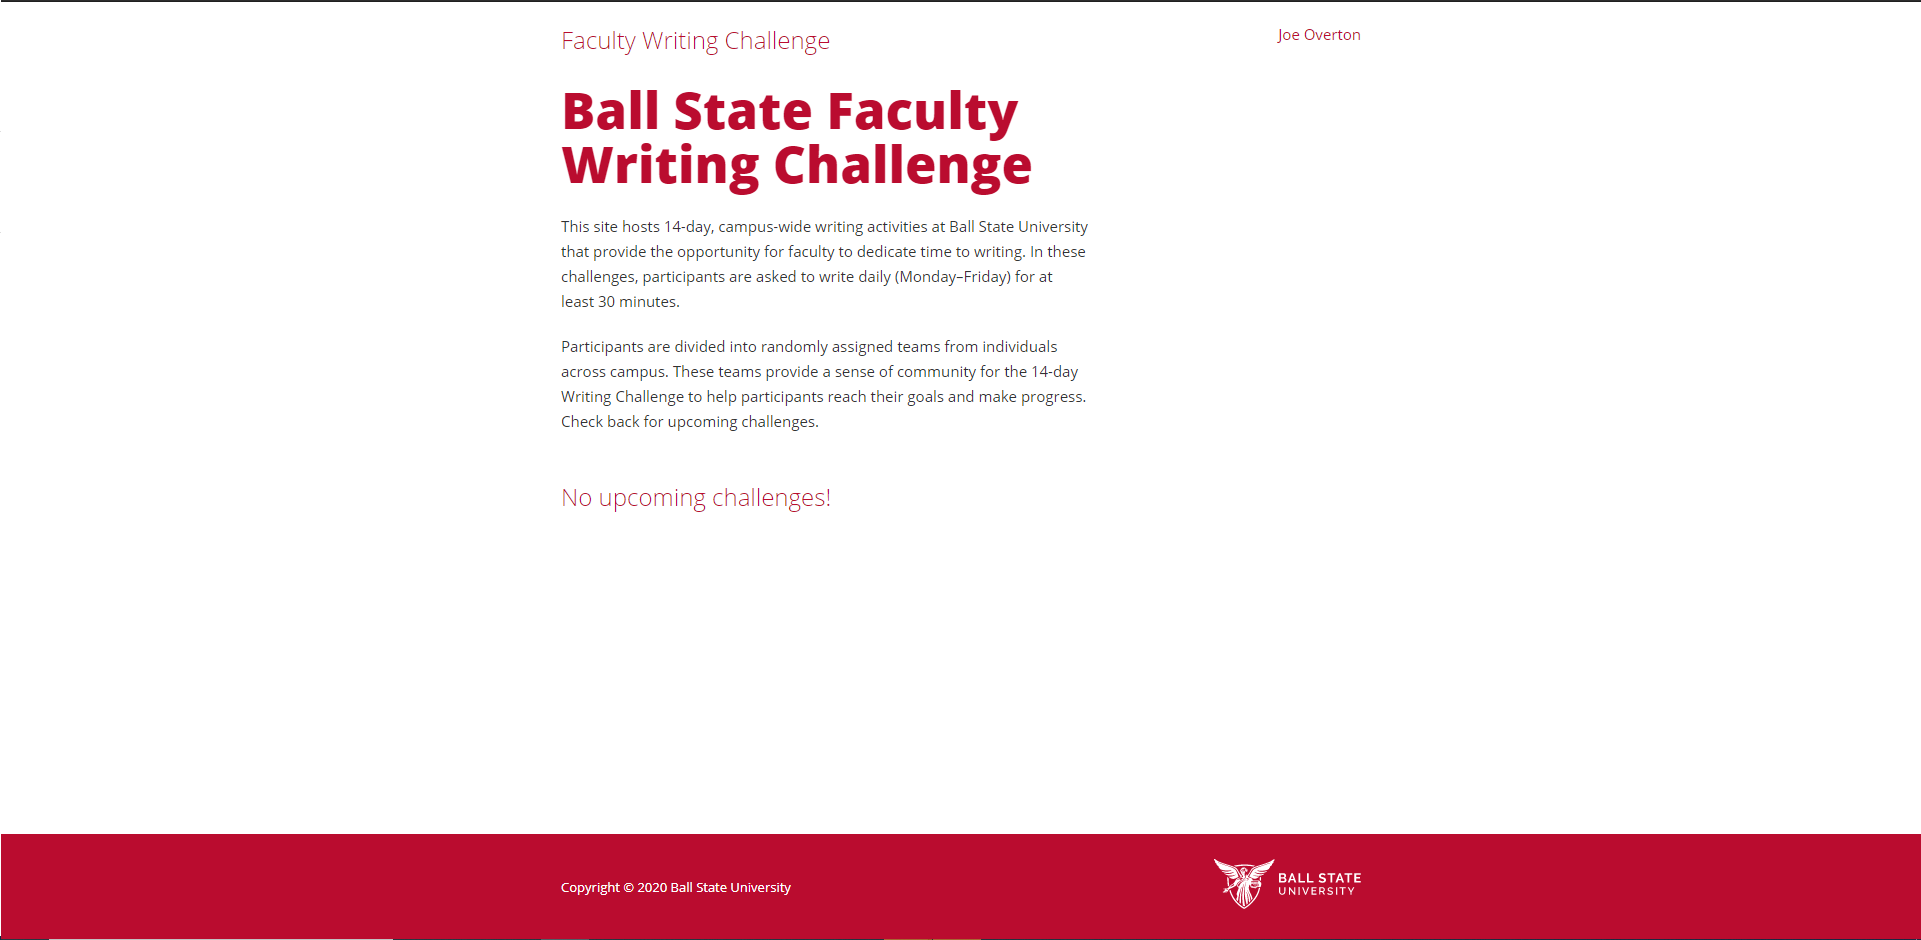 Faculty Writing Challenge
Joe Overton
Ball State Faculty
Writing Challenge
This site hosts 14-day, campus-wide writing activities at Ball State University
that provide the opportunity for faculty to dedicate time to writing. In these
challenges, participants are asked to write daily (Monday–Friday) for at
least 30 minutes.
Participants are divided into randomly assigned teams from individuals
across campus. These teams provide a sense of community for the 14-day
Writing Challenge to help participants reach their goals and make progress.
Check back for upcoming challenges.
No upcoming challenges!
Copyright © 2020 Ball State University
BALL STATE
UNIVERSITY